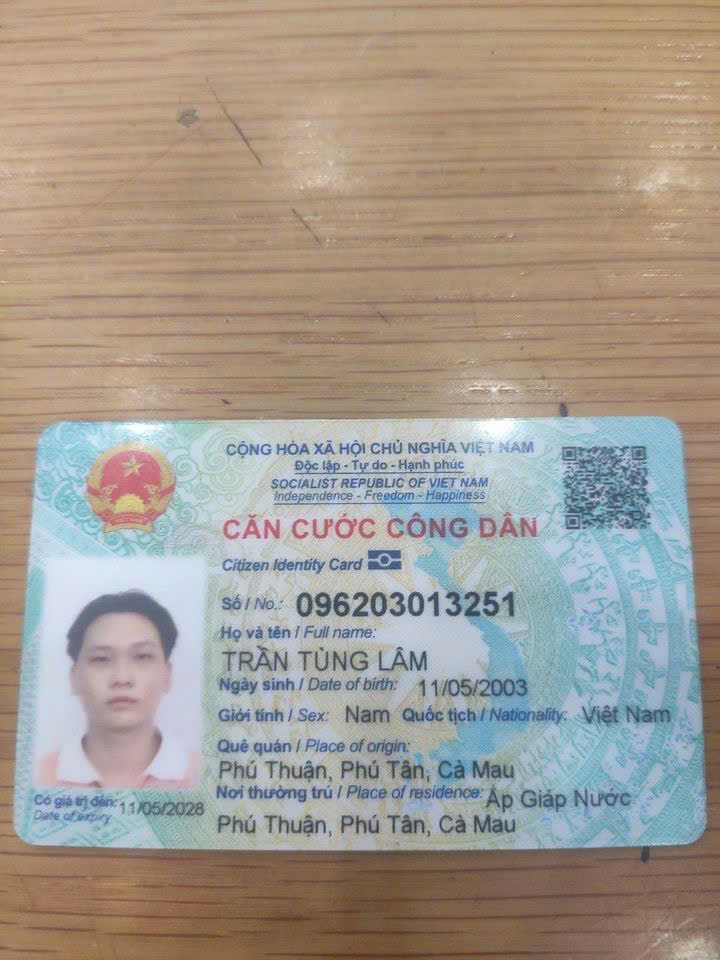 CỘNG HÒA XÃ HỘI CHỦ NGHĨA VIỆT NAM
Độc lập - Tự do - Hạnh phúc
SOCIALIST REPUBLIC OF VIET NAM
Independence - Freedom - Happiness
CĂN CƯỚC CÔNG DÂN
Citizen Identity Card
Số / No.: 096203013251
Họ và tên / Full name:
TRẦN TÙNG LÂM
Ngày sinh / Date of birth: 11/05/2003
Giới tính / Sex: Nam Quốc tịch / Nationality: Việt Nam
Quê quán / Place of origin:
Phú Thuận, Phú Tân, Cà Mau
Nơi thường trú / Place of residence: Ấp Giáp Nước
Phú Thuận, Phú Tân, Cà Mau
Có giá trị đến: 11/05/2028
Date of expiry